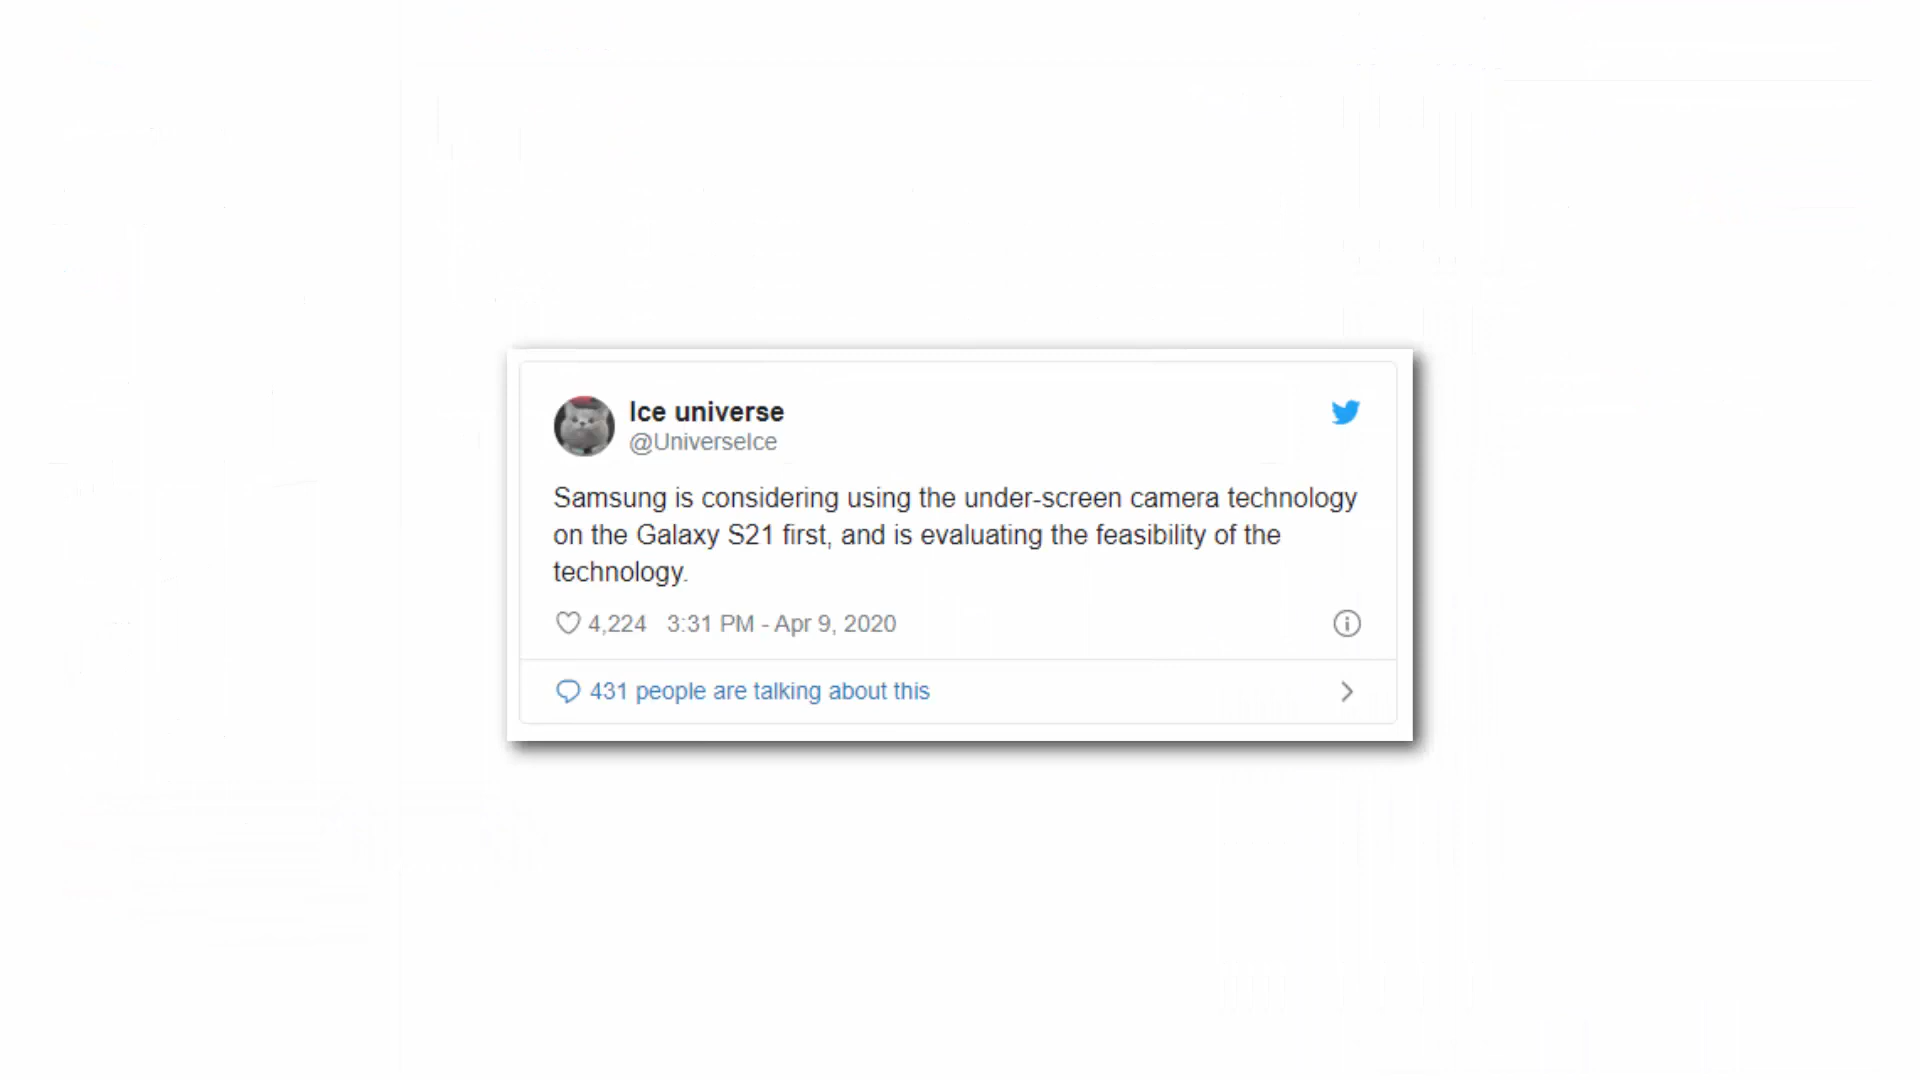 Ice universe
@UniverseIce
Samsung is considering using the under-screen camera technology
on the Galaxy S21 first, and is evaluating the feasibility of the
technology.
4,224 3:31 PM - Apr 9, 2020
431 people are talking about this